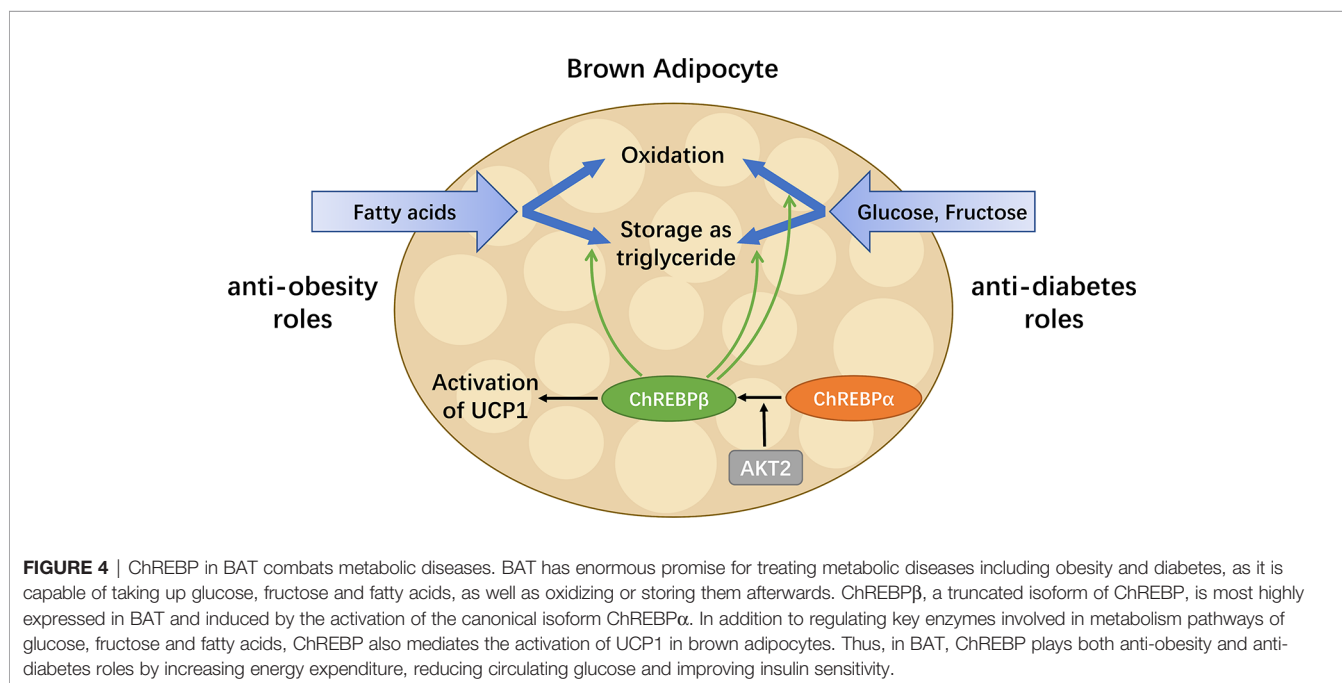 Brown Adipocyte
Oxidation
Fatty acids
Glucose, Fructose
Storage as
triglyceride
anti-obesity
roles
anti-diabetes
roles
Activation
of UCP1
ChREBPβ
ChREBPα
AKT2
FIGURE 4 | ChREBP in BAT combats metabolic diseases. BAT has enormous promise for treating metabolic diseases including obesity and diabetes, as it is
capable of taking up glucose, fructose and fatty acids, as well as oxidizing or storing them afterwards. ChREBPβ, a truncated isoform of ChREBP, is most highly
expressed in BAT and induced by the activation of the canonical isoform ChREBPα. In addition to regulating key enzymes involved in metabolism pathways of
glucose, fructose and fatty acids, ChREBP also mediates the activation of UCP1 in brown adipocytes. Thus, in BAT, ChREBP plays both anti-obesity and anti-
diabetes roles by increasing energy expenditure, reducing circulating glucose and improving insulin sensitivity.